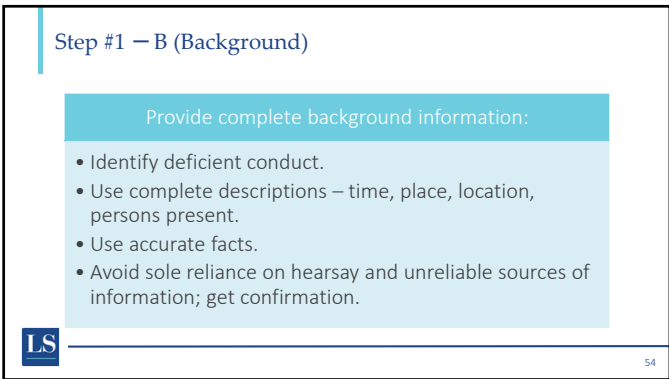 Step #1 — B (Background)
Provide complete background information:
• Identify deficient conduct.
• Use complete descriptions – time, place, location,
persons present.
• Use accurate facts.
• Avoid sole reliance on hearsay and unreliable sources of
information; get confirmation.
LS
54